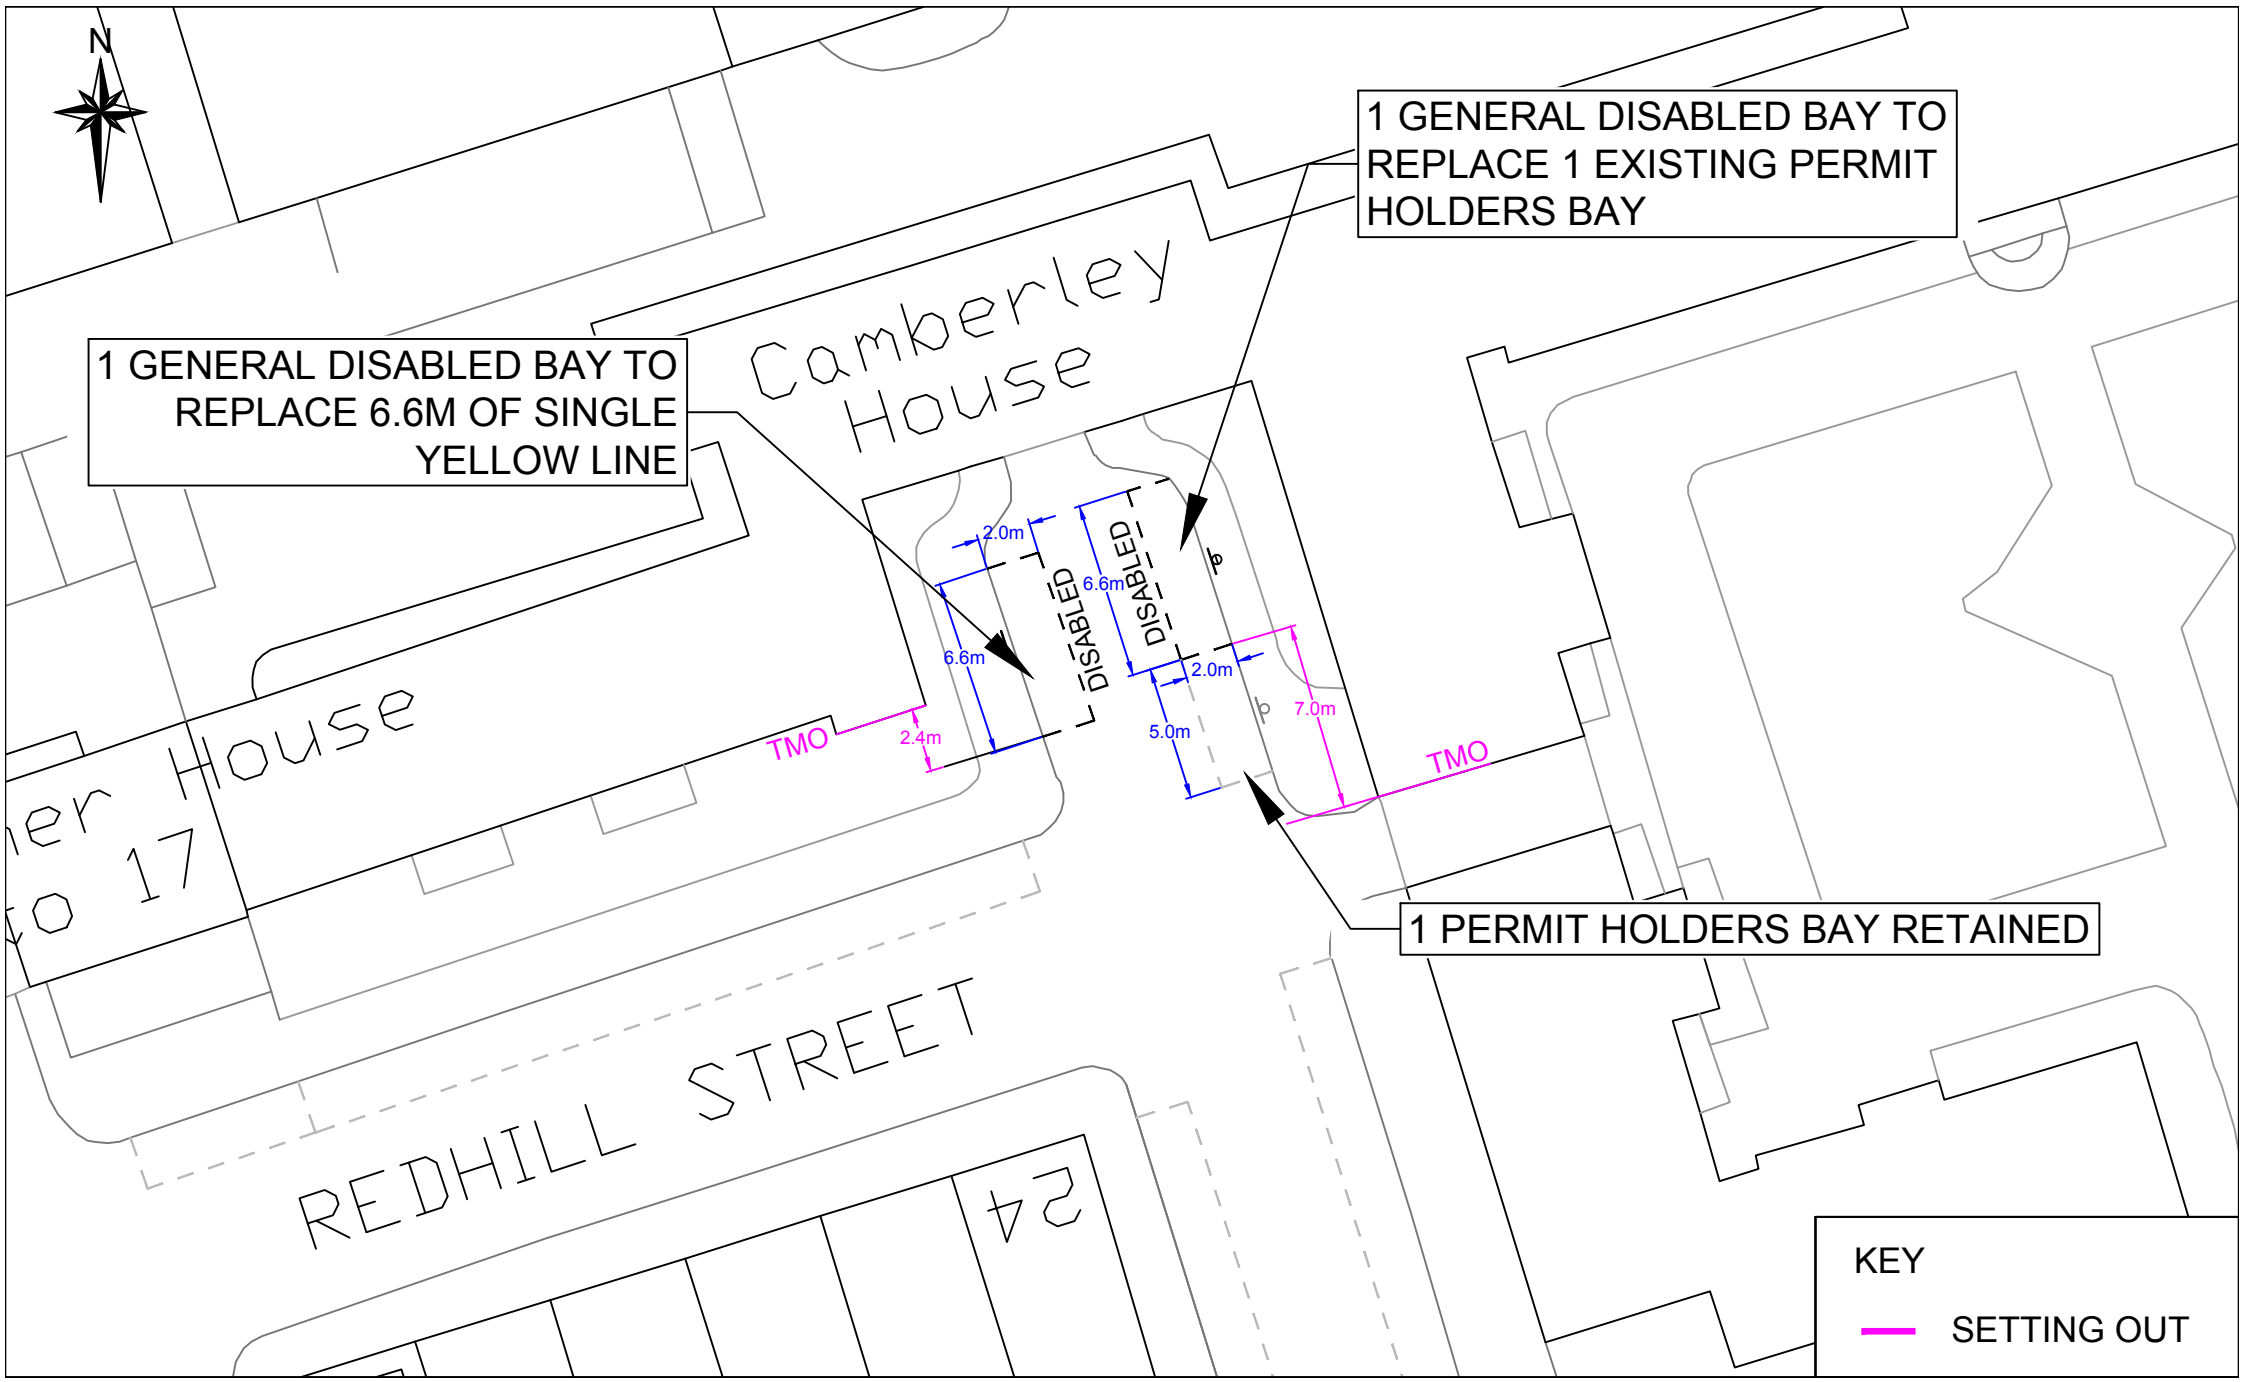 N
1 GENERAL DISABLED BAY TO
REPLACE 1 EXISTING PERMIT
HOLDERS BAY
Camberley
House
1 GENERAL DISABLED BAY TO
REPLACE 6.6M OF SINGLE
YELLOW LINE
2.0m
DISABLED
6.6m
DISABLED
6.6m
2.0m
5.0m
7.0m
TMO
2.4m
TMO
ner House
to 17
1 PERMIT HOLDERS BAY RETAINED
REDHILL STREET
24
KEY
SETTING OUT